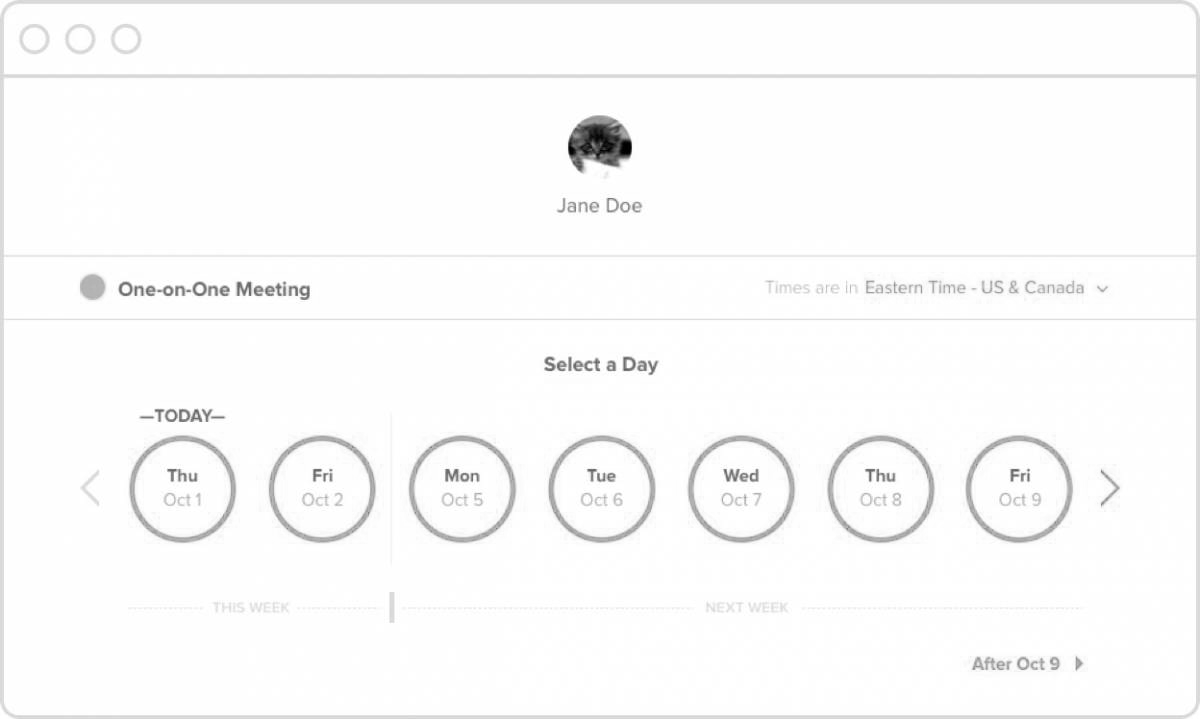 Jane Doe
One-on-One Meeting
Times are in Eastern Time - US & Canada
Select a Day
—TODAY—
Thu Fri Mon Tue Wed Thu Fri
Oct 1 Oct 2 Oct 5 Oct 6 Oct 7 Oct 8 Oct 9
THIS WEEK NEXT WEEK
After Oct 9